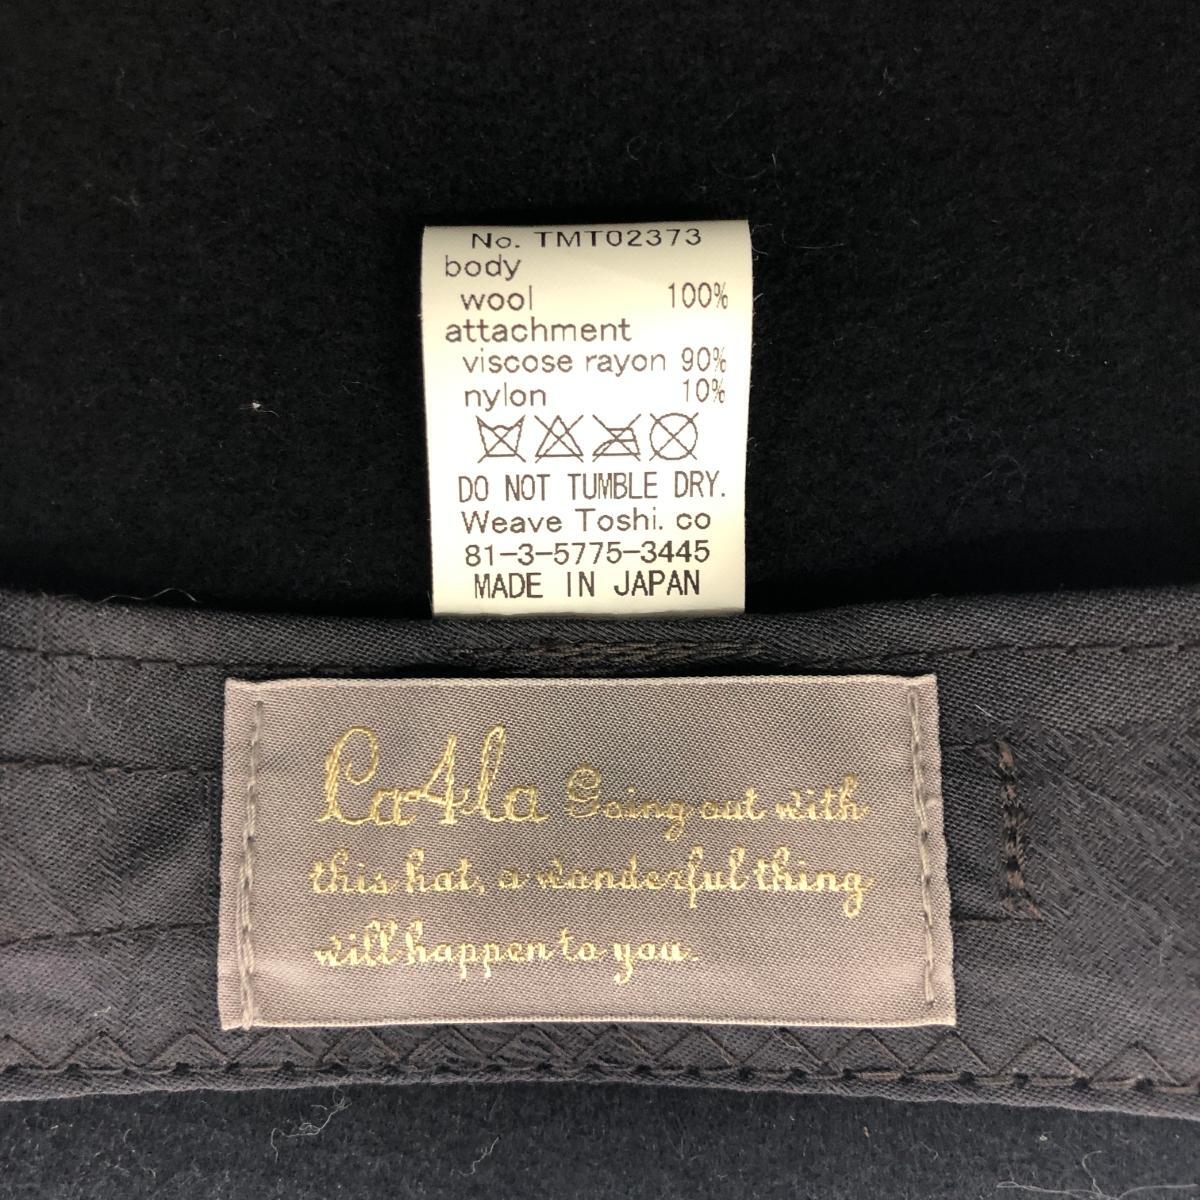 No. TMT02373
body
wool 100%
attachment
viscose rayon 90%
nylon 10%
DO NOT TUMBLE DRY.
Weave Toshi. co
81-3-5775-3445
MADE IN JAPAN
Ca4la Going out with
this hat, a wonderful thing
will happen to you.